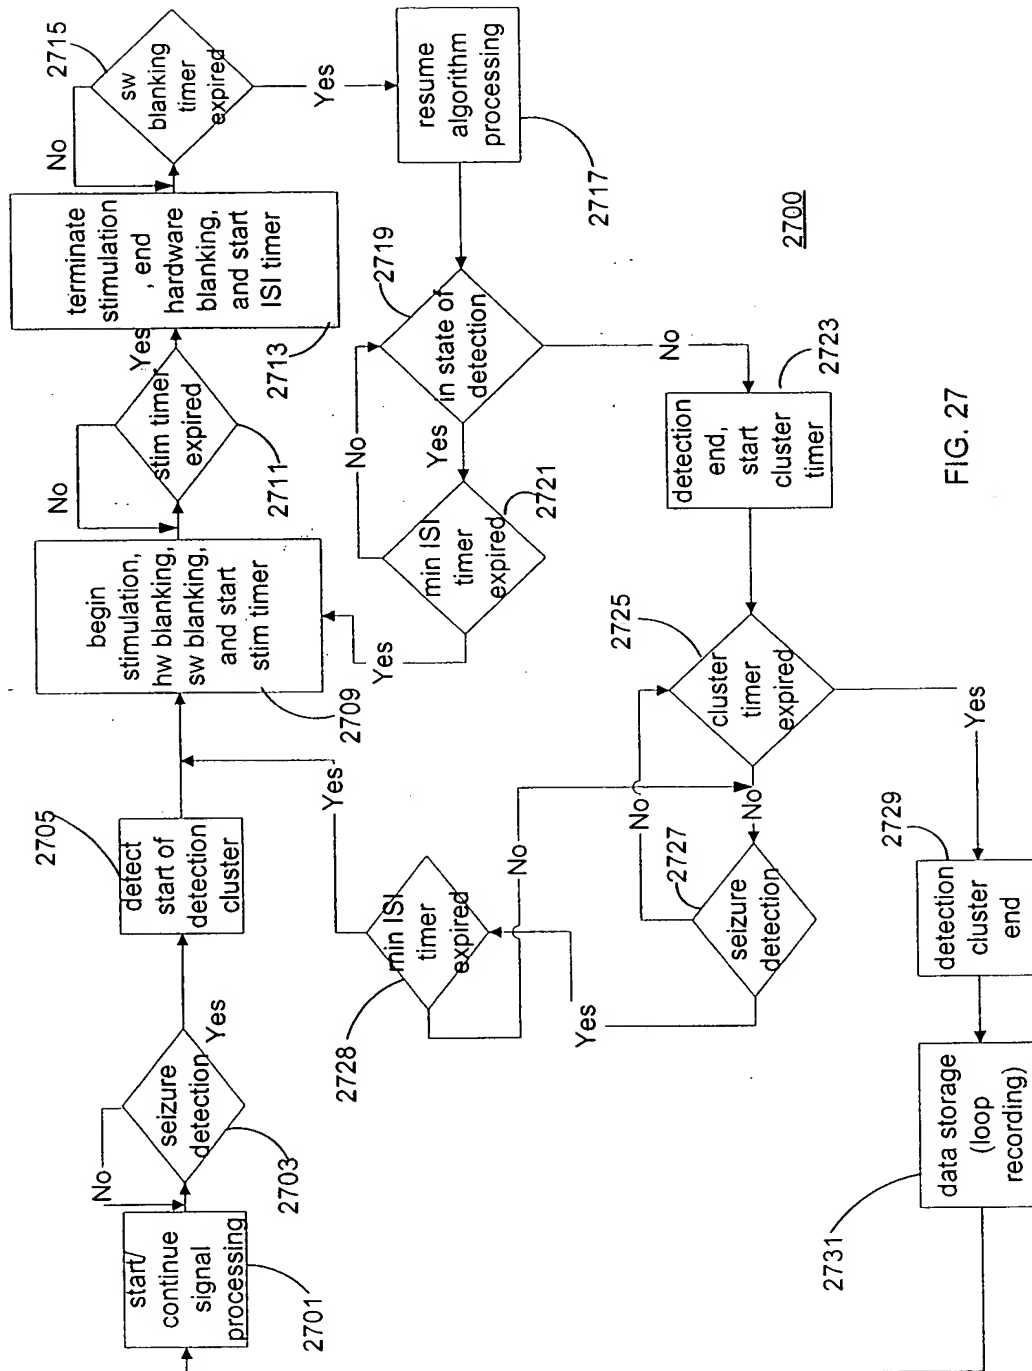 start/
continue
signal
processing
2701
No
seizure
detection
2703
Yes
2705
detect
start of
detection
cluster
begin
stimulation,
hw blanking,
sw blanking,
and start
stim timer
2709
No
stim timer
expired
2711
Yes
terminate
stimulation
, end
hardware
blanking,
and start
ISI timer
2713
No
sw
blanking
timer
expired
2715
Yes
resume
algorithm
processing
2717
2719
in state of
detection
No
Yes
min ISI
timer
expired
2721
No
Yes
2723
detection
end,
start
cluster
timer
2725
cluster
timer
expired
No
Yes
2727
seizure
detection
No
Yes
min ISI
timer
expired
2728
Yes
No
2729
detection
cluster
end
data storage
(loop
recording)
2731
2700
FIG. 27